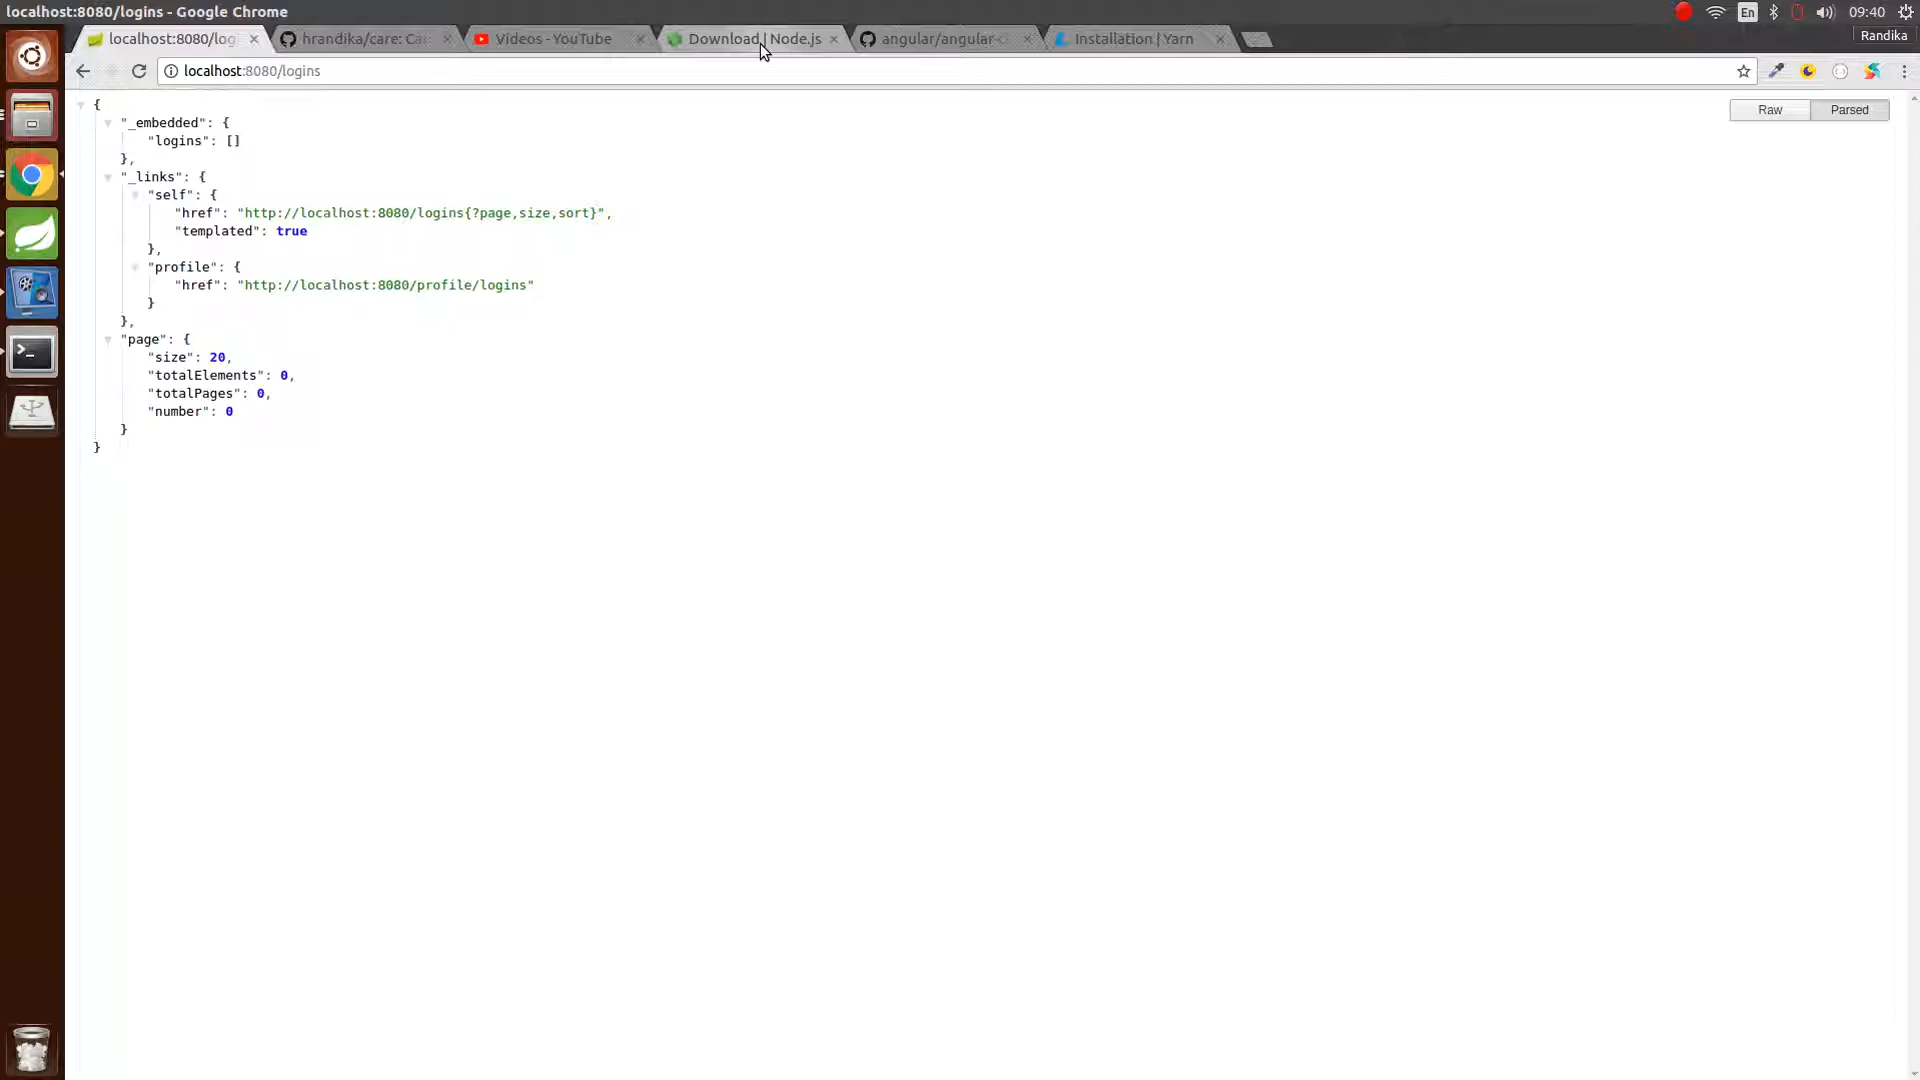 localhost:8080/logins - Google Chrome
En
09:40
localhost:8080/log
hrandika/care: Ca
Videos - YouTube
Download | Node.js
angular/angular-c
Installation | Yarn
Randika
localhost:8080/logins
Raw
Parsed
{
"_embedded": {
"logins": []
},
"_links": {
"self": {
"href": "http://localhost:8080/logins{?page,size,sort}",
"templated": true
},
"profile": {
"href": "http://localhost:8080/profile/logins"
}
},
"page": {
"size": 20,
"totalElements": 0,
"totalPages": 0,
"number": 0
}
}